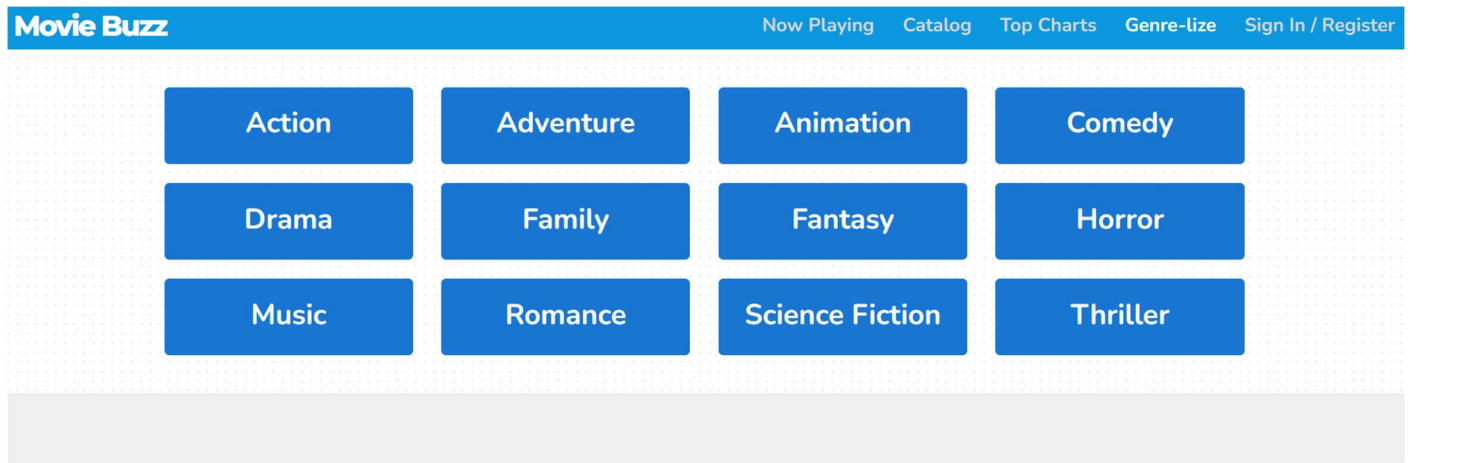 Movie Buzz Now Playing Catalog Top Charts Genre-lize Sign In / Register
Action Adventure Animation Comedy
Drama Family Fantasy Horror
Music Romance Science Fiction Thriller